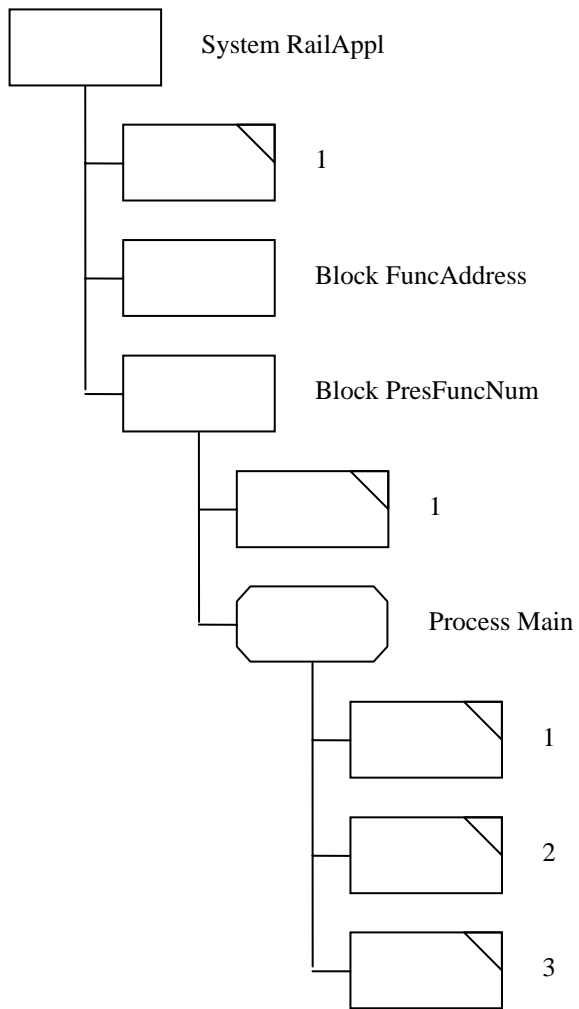 System RailAppl
1
Block FuncAddress
Block PresFuncNum
1
Process Main
1
2
3